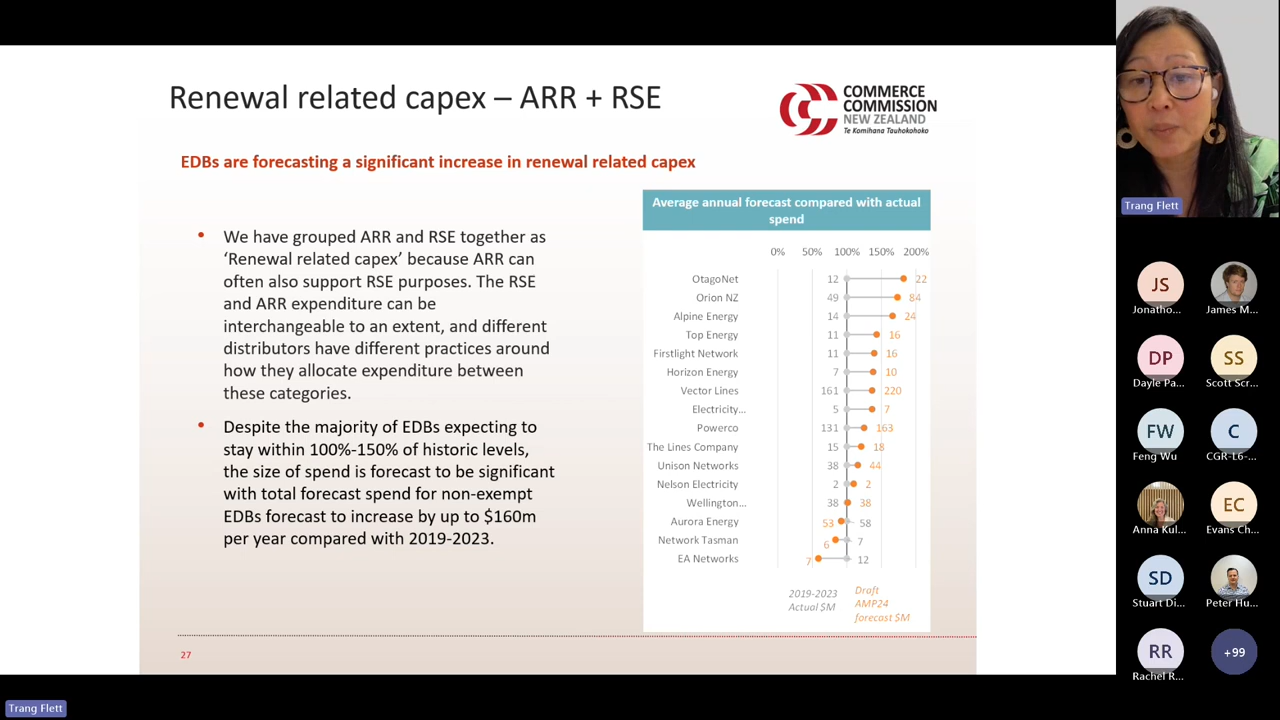 Renewal related capex – ARR + RSE
COMMERCE
COMMISSION
NEW ZEALAND
Te Komihana Tauhokohoko
EDBs are forecasting a significant increase in renewal related capex
• We have grouped ARR and RSE together as
‘Renewal related capex’ because ARR can
often also support RSE purposes. The RSE
and ARR expenditure can be
interchangeable to an extent, and different
distributors have different practices around
how they allocate expenditure between
these categories.
• Despite the majority of EDBs expecting to
stay within 100%-150% of historic levels,
the size of spend is forecast to be significant
with total forecast spend for non-exempt
EDBs forecast to increase by up to $160m
per year compared with 2019-2023.
Average annual forecast compared with actual
spend
0% 50% 100% 150% 200%
OtagoNet 12 22
Orion NZ 49 84
Alpine Energy 14 24
Top Energy 11 16
Firstlight Network 11 16
Horizon Energy 7 10
Vector Lines 161 220
Electricity... 5 7
Powerco 131 163
The Lines Company 15 18
Unison Networks 38 44
Nelson Electricity 2 2
Wellington... 38 38
Aurora Energy 53 58
Network Tasman 6 7
EA Networks 7 12
2019-2023
Actual $M
Draft
AMP24
forecast $M
27
Trang Flett
Trang Flett
JS
Jonatho...
James M...
DP
Dayle Pa...
SS
Scott Scr...
FW
Feng Wu
C
CGR-L6-...
Anna Kul...
EC
Evans Ch...
SD
Stuart Di...
Peter Hu...
RR
Rachel R...
+99